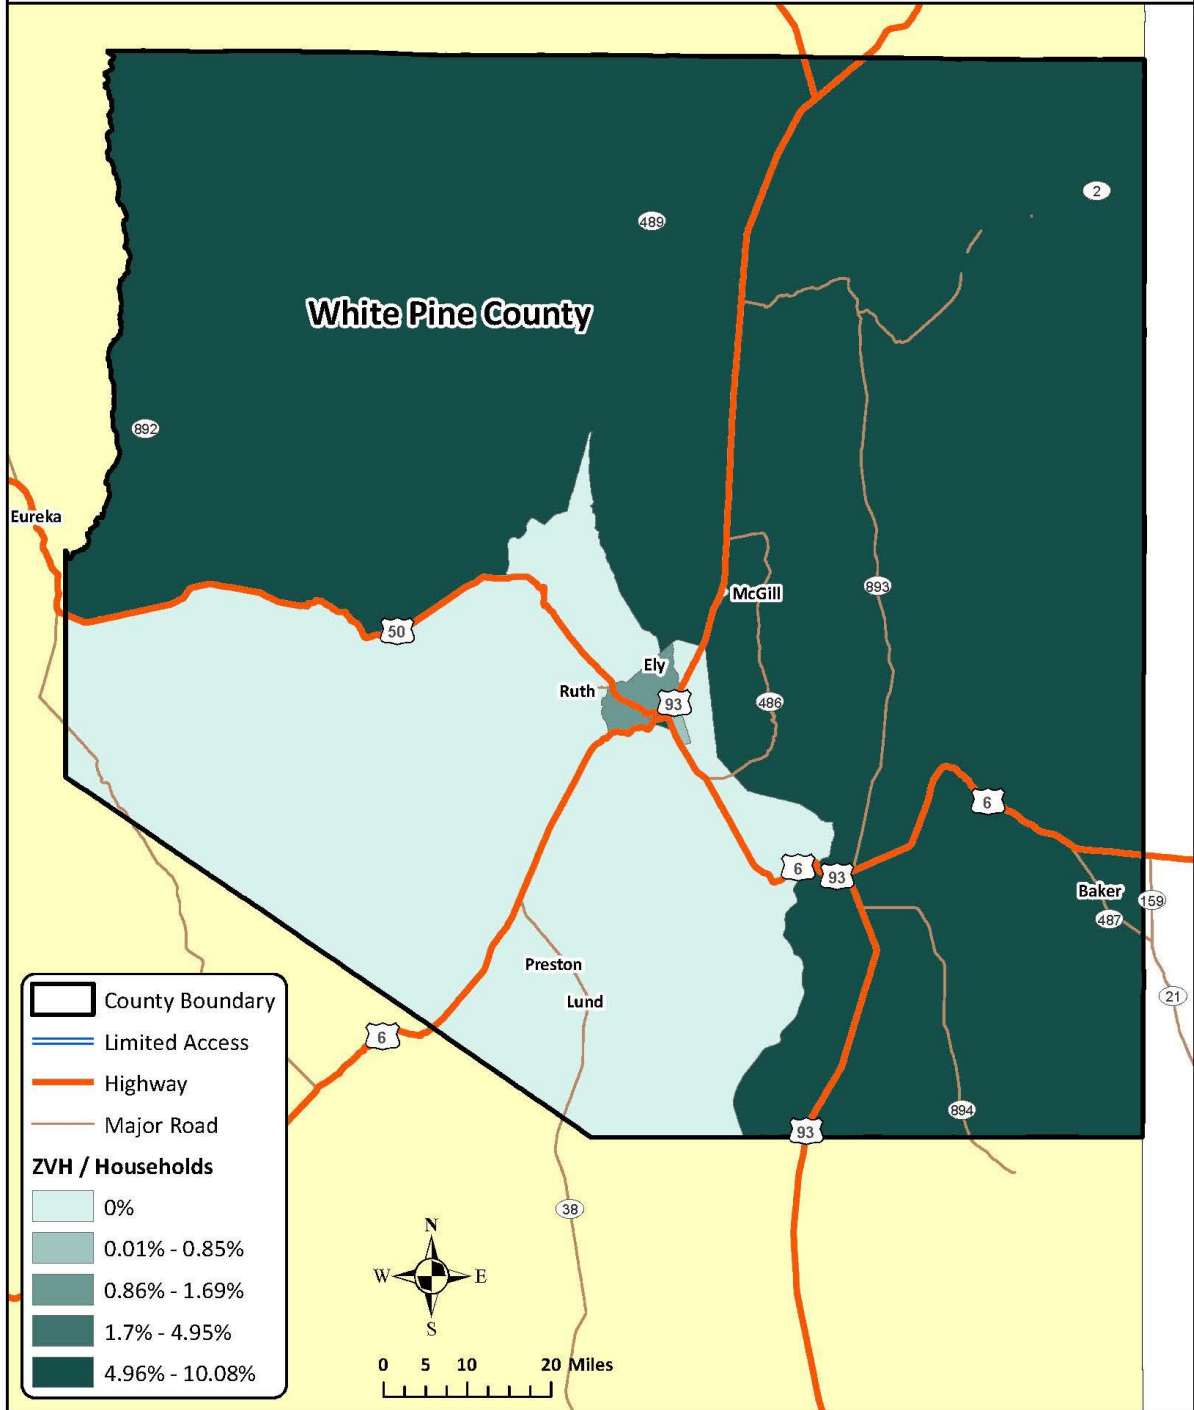 2
489
White Pine County
892
Eureka
McGill
893
50
Ely
Ruth
93
486
6
6
93
Baker
159
487
Preston
21
Lund
6
894
93
38
County Boundary
Limited Access
Highway
Major Road
ZVH / Households
0%
0.01% - 0.85%
0.86% - 1.69%
1.7% - 4.95%
4.96% - 10.08%
N
W E
S
0 5 10 20 Miles